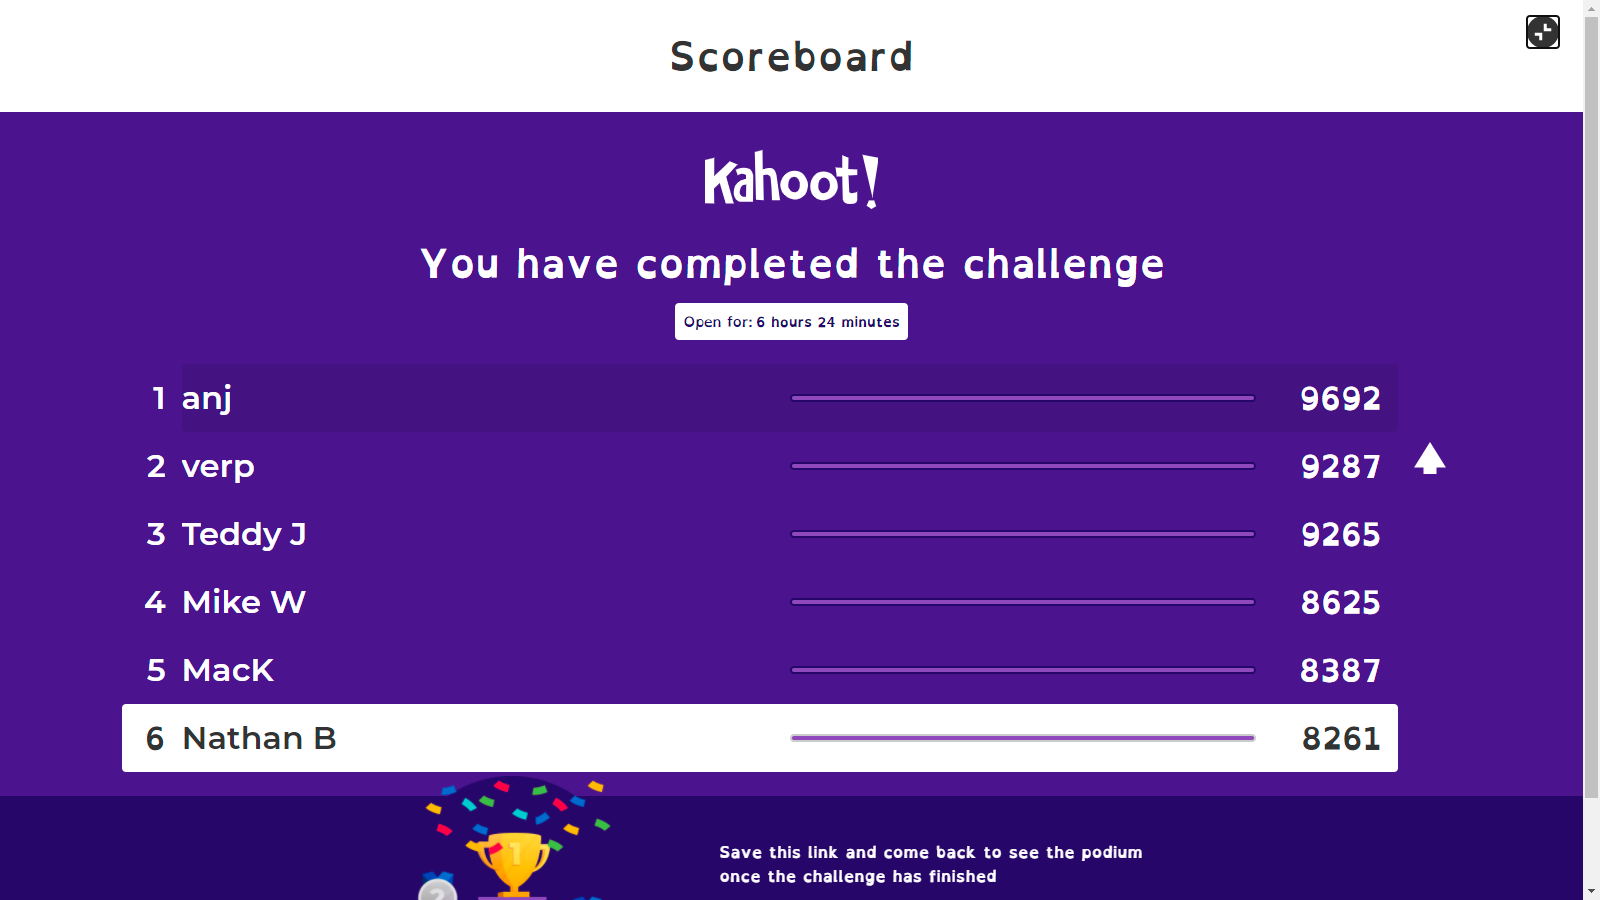 Scoreboard
Kahoot!
You have completed the challenge
Open for: 6 hours 24 minutes
1 anj 9692
2 verp 9287
3 Teddy J 9265
4 Mike W 8625
5 MacK 8387
6 Nathan B 8261
1
2
Save this link and come back to see the podium
once the challenge has finished